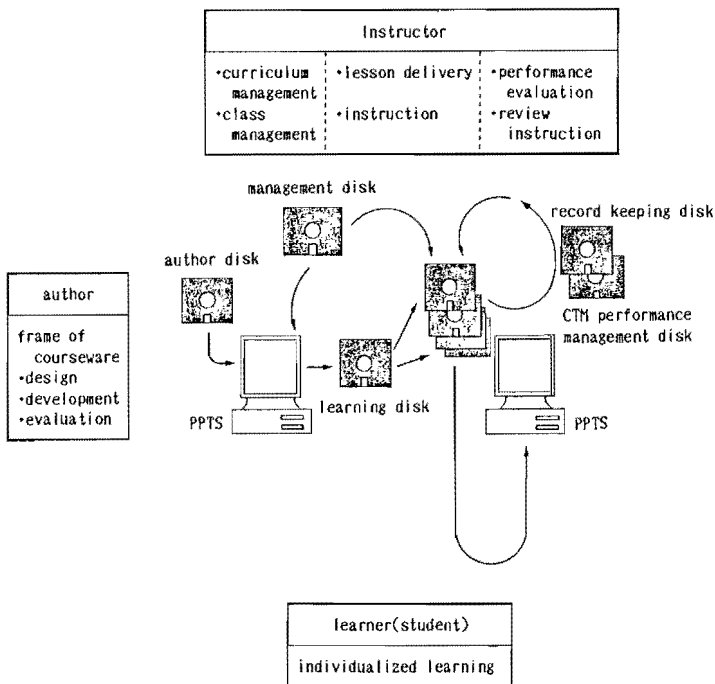 Instructor
•curriculum management
•class management
•lesson delivery
•instruction
•performance evaluation
•review instruction
management disk
record keeping disk
author disk
CTM performance
management disk
author
frame of
courseware
•design
•development
•evaluation
learning disk
PPTS
PPTS
learner(student)
individualized learning